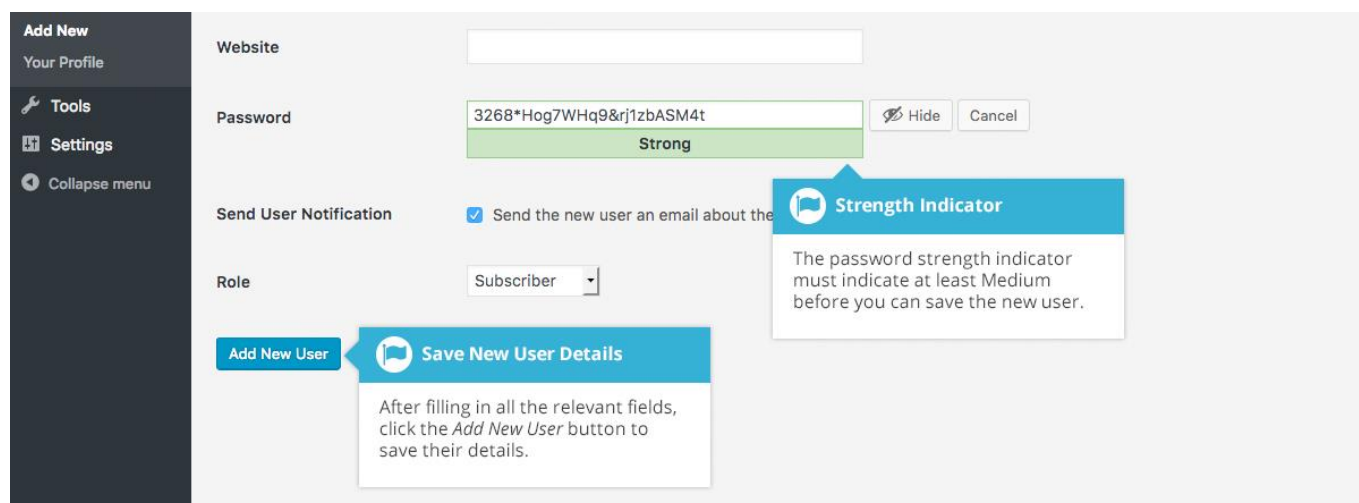 Add New
Your Profile
Tools
Settings
Collapse menu
Website
Password
3268*Hog7WHq9&rj1zbASM4t
Hide
Cancel
Strong
Send User Notification
Send the new user an email about the
Role
Subscriber
Strength Indicator
The password strength indicator
must indicate at least Medium
before you can save the new user.
Add New User
Save New User Details
After filling in all the relevant fields,
click the Add New User button to
save their details.